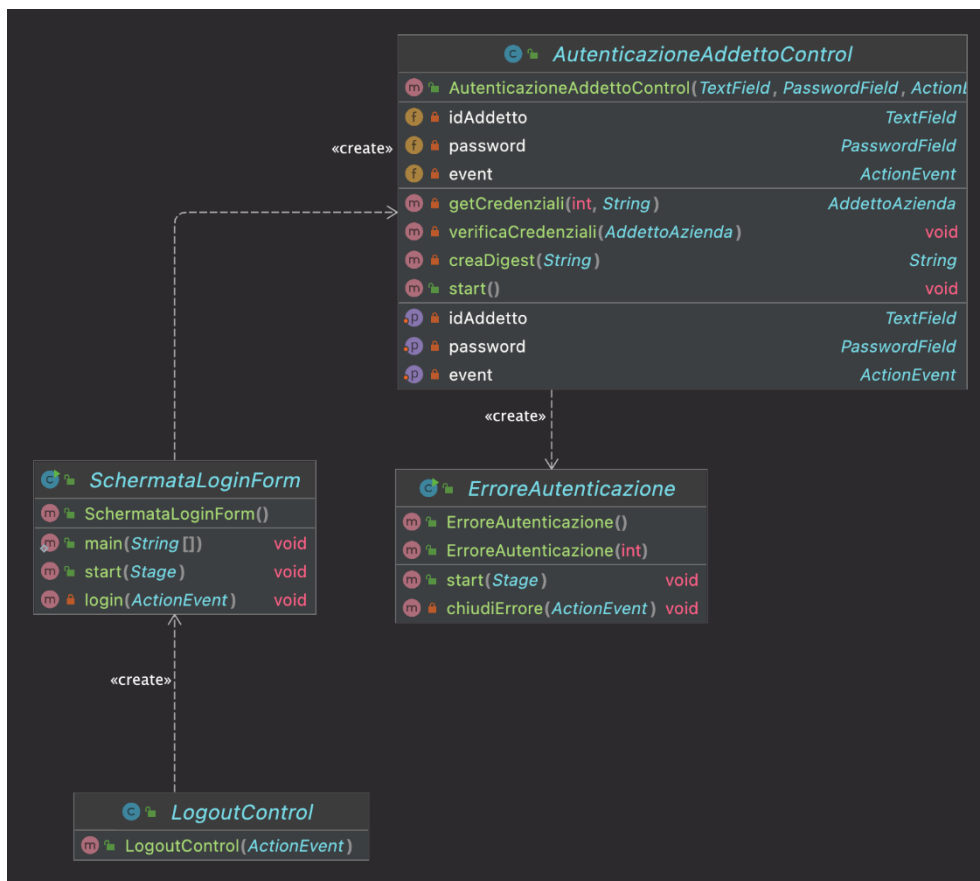 AutenticazioneAddettoControl
AutenticazioneAddettoControl(TextField, PasswordField, ActionE
idAddetto TextField
password PasswordField
event ActionEvent
getCredenziali(int, String) AddettoAzienda
verificaCredenziali(AddettoAzienda) void
creaDigest(String) String
start() void
idAddetto TextField
password PasswordField
event ActionEvent
«create»
«create»
SchermataLoginForm
SchermataLoginForm()
main(String[]) void
start(Stage) void
login(ActionEvent) void
ErroreAutenticazione
ErroreAutenticazione()
ErroreAutenticazione(int)
start(Stage) void
chiudiErrore(ActionEvent) void
«create»
LogoutControl
LogoutControl(ActionEvent)